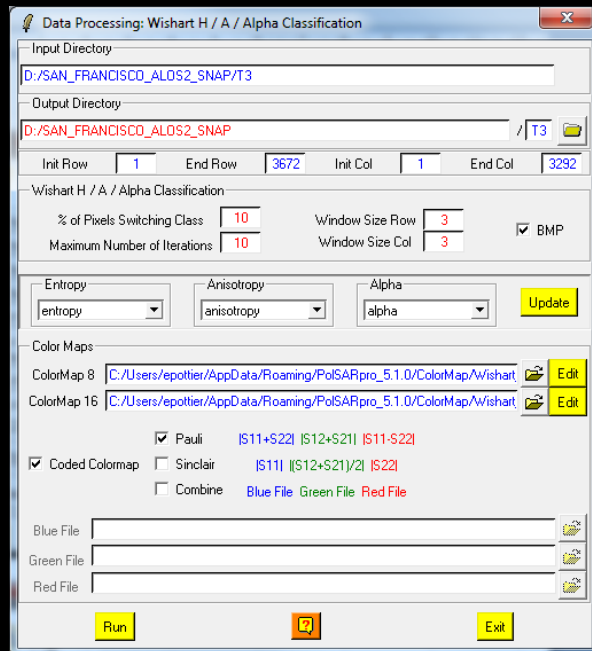 Data Processing: Wishart H / A / Alpha Classification
Input Directory
D:/SAN_FRANCISCO_ALOS2_SNAP/T3
Output Directory
D:/SAN_FRANCISCO_ALOS2_SNAP / T3
Init Row 1 End Row 3672 Init Col 1 End Col 3292
Wishart H / A / Alpha Classification
% of Pixels Switching Class 10 Window Size Row 3
BMP
Maximum Number of Iterations 10 Window Size Col 3
Entropy Anisotropy Alpha
entropy anisotropy alpha Update
Color Maps
ColorMap 8 C:/Users/epottier/AppData/Roaming/PolSARpro_5.1.0/ColorMap/Wishart_ Edit
ColorMap 16 C:/Users/epottier/AppData/Roaming/PolSARpro_5.1.0/ColorMap/Wishart_ Edit
Pauli |S11+S22| |S12+S21| |S11-S22|
Coded Colormap Sinclair |S11| |(S12+S21)/2| |S22|
Combine Blue File Green File Red File
Blue File
Green File
Red File
Run ? Exit